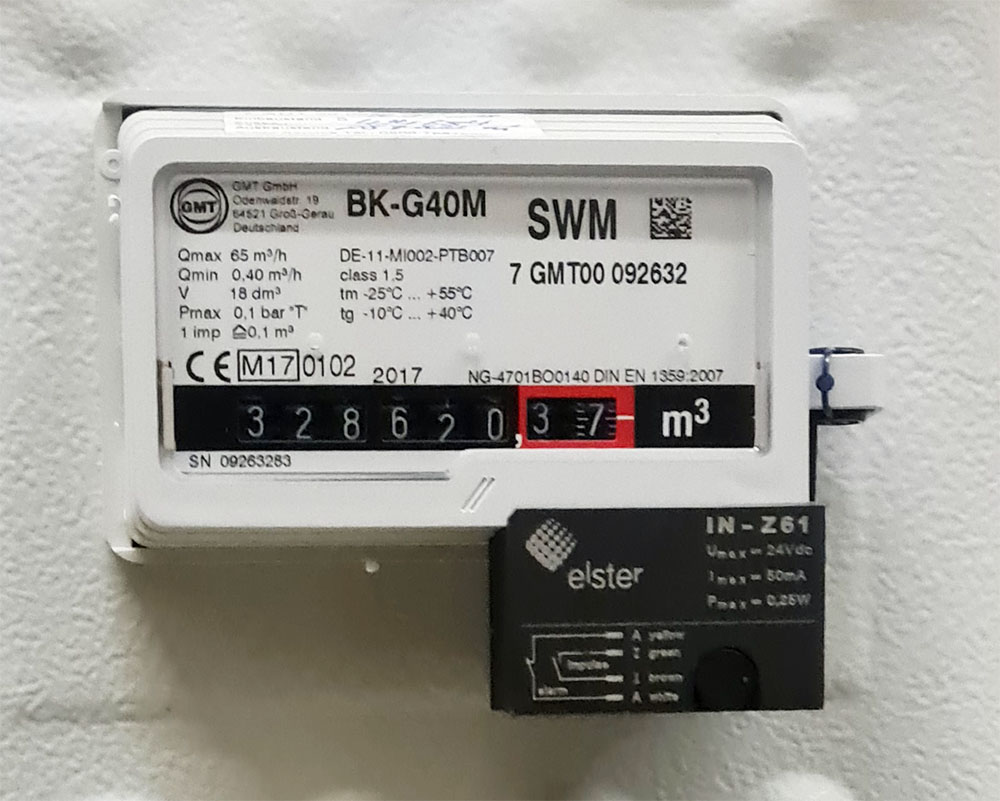 GMT
GMT GmbH
Odenwaldstr. 19
64521 Groß-Gerau
Deutschland
BK-G40M
SWM
7 GMT00 092632
Qmax 65 m³/h
Qmin 0,40 m³/h
V 18 dm³
Pmax 0,1 bar "T"
1 imp ≙0,1 m³
DE-11-MI002-PTB007
class 1.5
tm -25°C ... +55°C
tg -10°C ... +40°C
CE M17 0102 2017
NG-4701BO0140 DIN EN 1359:2007
328620,37 m³
SN 09263283
elster
IN-Z61
Umax = 24Vdc
Imax = 50mA
Pmax = 0,25W
A yellow
2 green
impulse
1 brown
alarm
A white